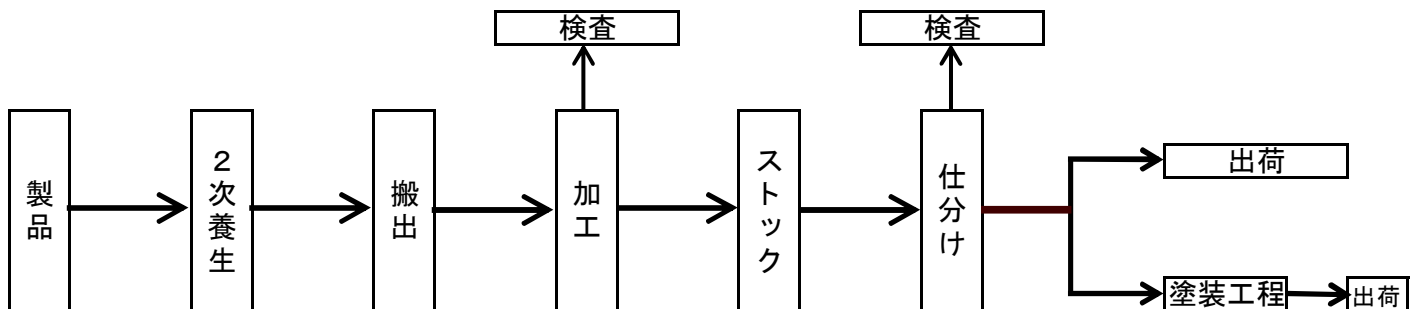 検査
検査
製品
２次養生
搬出
加工
ストック
仕分け
出荷
塗装工程
出荷